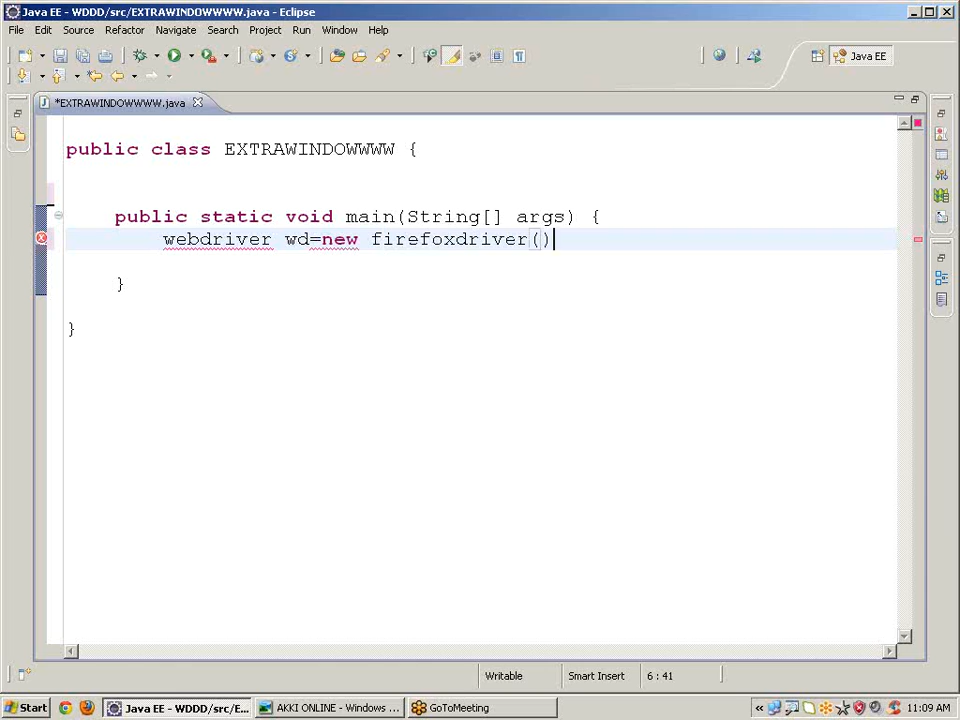 Java EE - WDDD/src/EXTRAWINDOWWWW.java - Eclipse
File Edit Source Refactor Navigate Search Project Run Window Help
Java EE
*EXTRAWINDOWWWW.java
public class EXTRAWINDOWWWW {
public static void main(String[] args) {
webdriver wd=new firefoxdriver()
}
}
Writable Smart Insert 6 : 41
Start Java EE - WDDD/src/E... AKKI ONLINE - Windows ... GoToMeeting « 11:09 AM